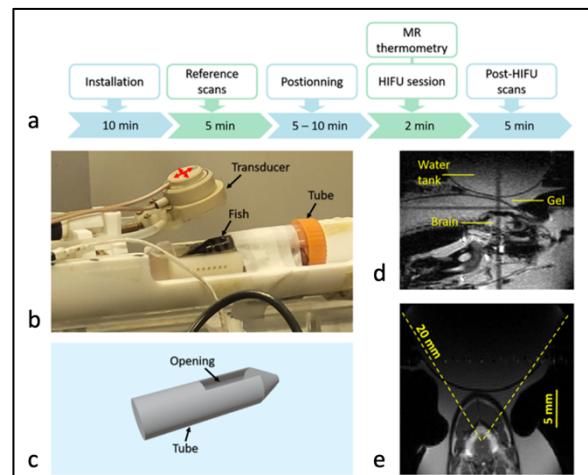 MR
thermometry
Installation
Reference
scans
Postionning
HIFU session
Post-HIFU
scans
a
10 min
5 min
5 – 10 min
2 min
5 min
Transducer
Fish
Tube
b
Water
tank
Gel
Brain
d
Opening
Tube
c
20 mm
5 mm
e